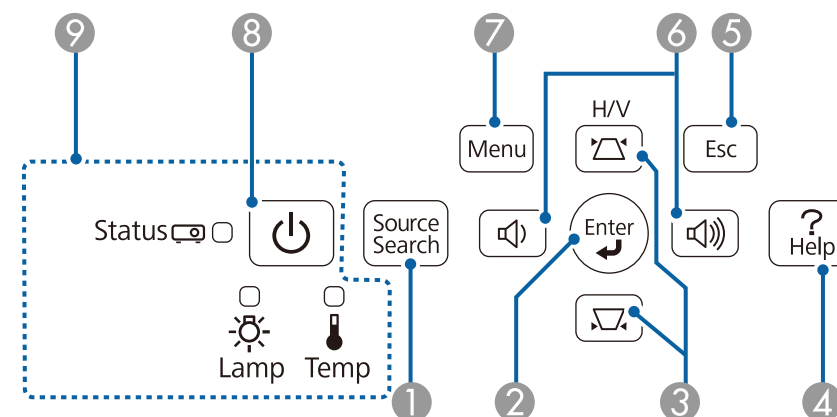 9
8
7
6
5
H/V
Menu
Esc
Status
Source
Search
Enter
?
Help
Lamp
Temp
1
2
3
4